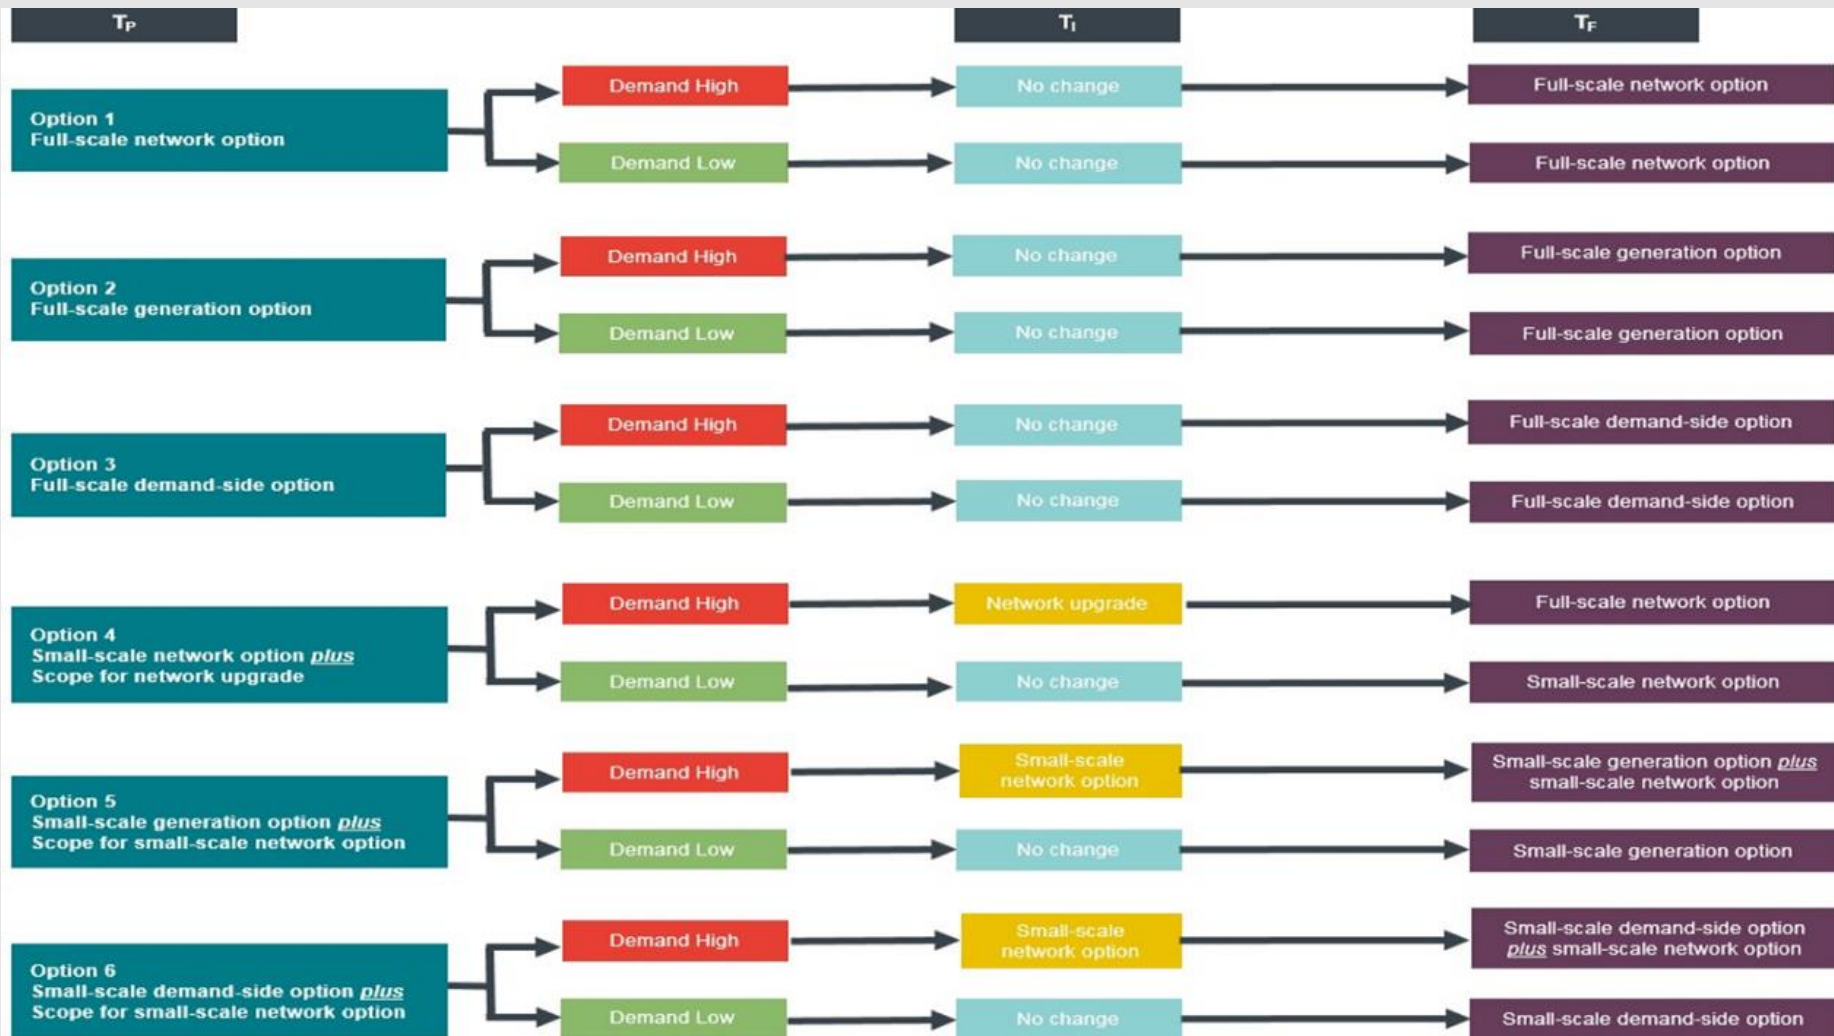 Tₚ
Tᵢ
T_F
Demand High
No change
Full-scale network option
Option 1
Full-scale network option
Demand Low
No change
Full-scale network option
Demand High
No change
Full-scale generation option
Option 2
Full-scale generation option
Demand Low
No change
Full-scale generation option
Demand High
No change
Full-scale demand-side option
Option 3
Full-scale demand-side option
Demand Low
No change
Full-scale demand-side option
Demand High
Network upgrade
Full-scale network option
Option 4
Small-scale network option plus
Scope for network upgrade
Demand Low
No change
Small-scale network option
Demand High
Small-scale
network option
Small-scale generation option plus
small-scale network option
Option 5
Small-scale generation option plus
Scope for small-scale network option
Demand Low
No change
Small-scale generation option
Demand High
Small-scale
network option
Small-scale demand-side option
plus small-scale network option
Option 6
Small-scale demand-side option plus
Scope for small-scale network option
Demand Low
No change
Small-scale demand-side option